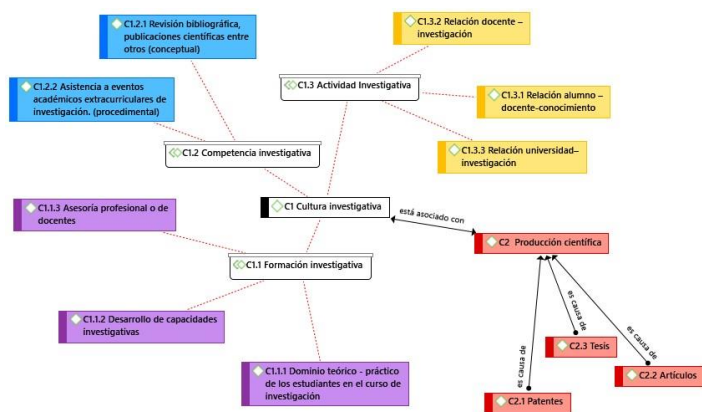 C1.2.1 Revisión bibliográfica,
publicaciones científicas entre
otros (conceptual)
C1.3.2 Relación docente –
investigación
C1.2.2 Asistencia a eventos
académicos extracurriculares de
investigación. (procedimental)
C1.3 Actividad Investigativa
C1.3.1 Relación alumno –
docente-conocimiento
C1.2 Competencia investigativa
C1.3.3 Relación universidad–
investigación
C1.1.3 Asesoría profesional o de
docentes
C1 Cultura investigativa
está asociado con
C2 Producción científica
C1.1 Formación investigativa
C1.1.2 Desarrollo de capacidades
investigativas
es causa de
es causa de
es causa de
C2.3 Tesis
C2.2 Artículos
C1.1.1 Dominio teórico - práctico
de los estudiantes en el curso de
investigación
C2.1 Patentes